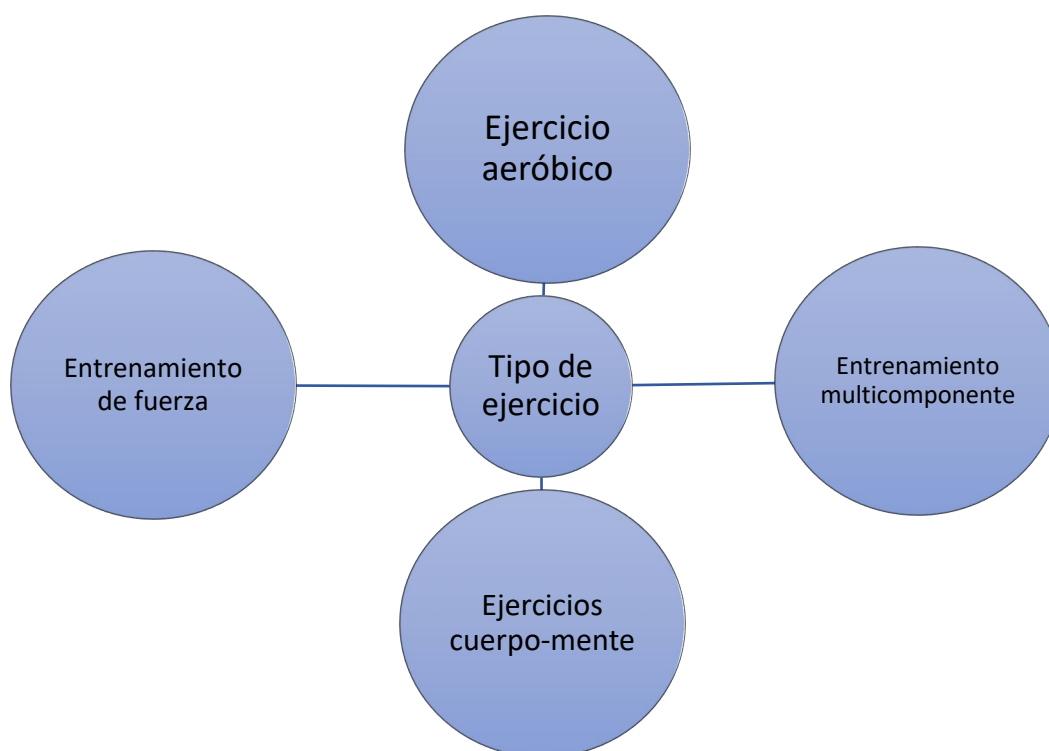 Ejercicio
aeróbico
Entrenamiento
de fuerza
Tipo de
ejercicio
Entrenamiento
multicomponente
Ejercicios
cuerpo-mente